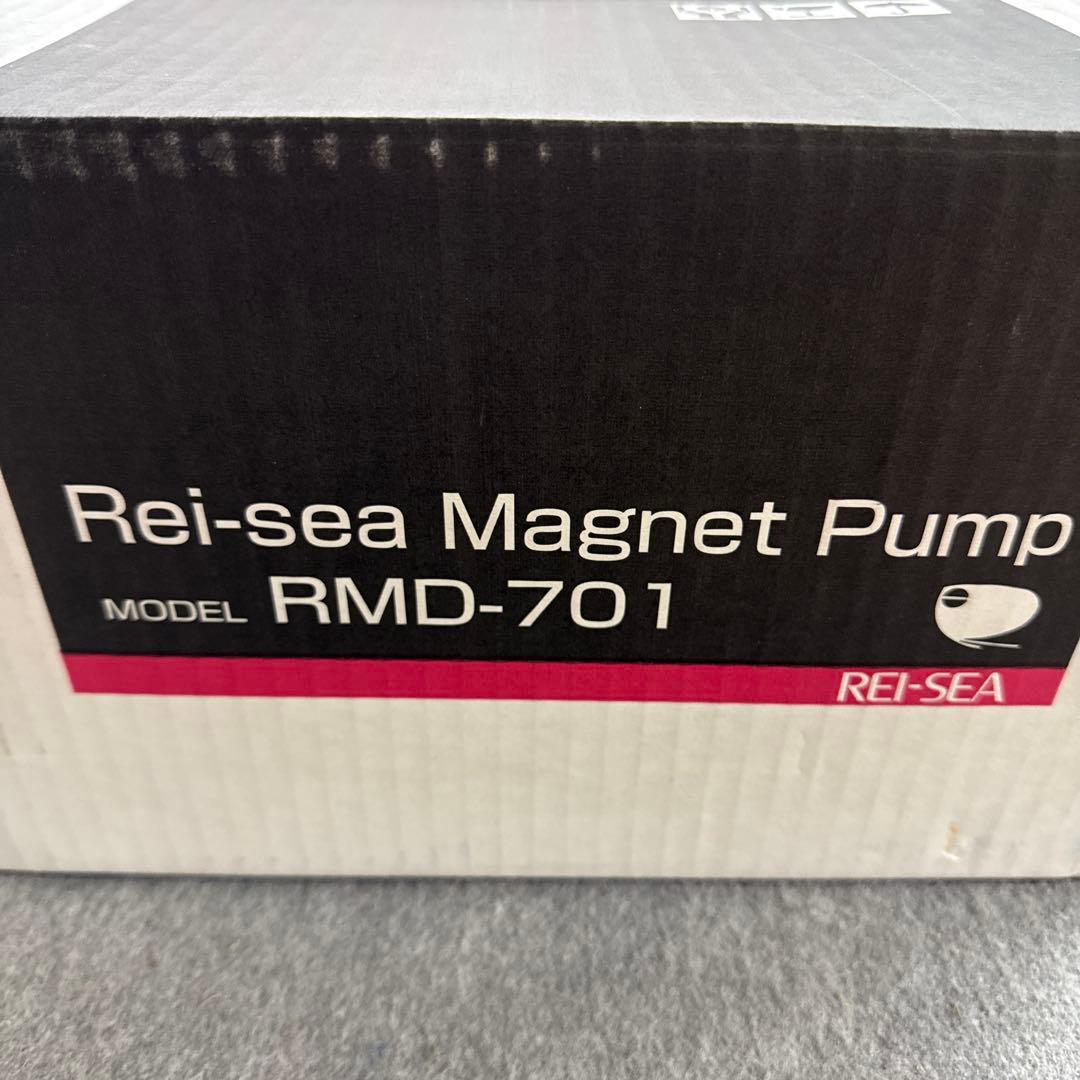 Rei-sea Magnet Pump
MODEL RMD-701
REI-SEA